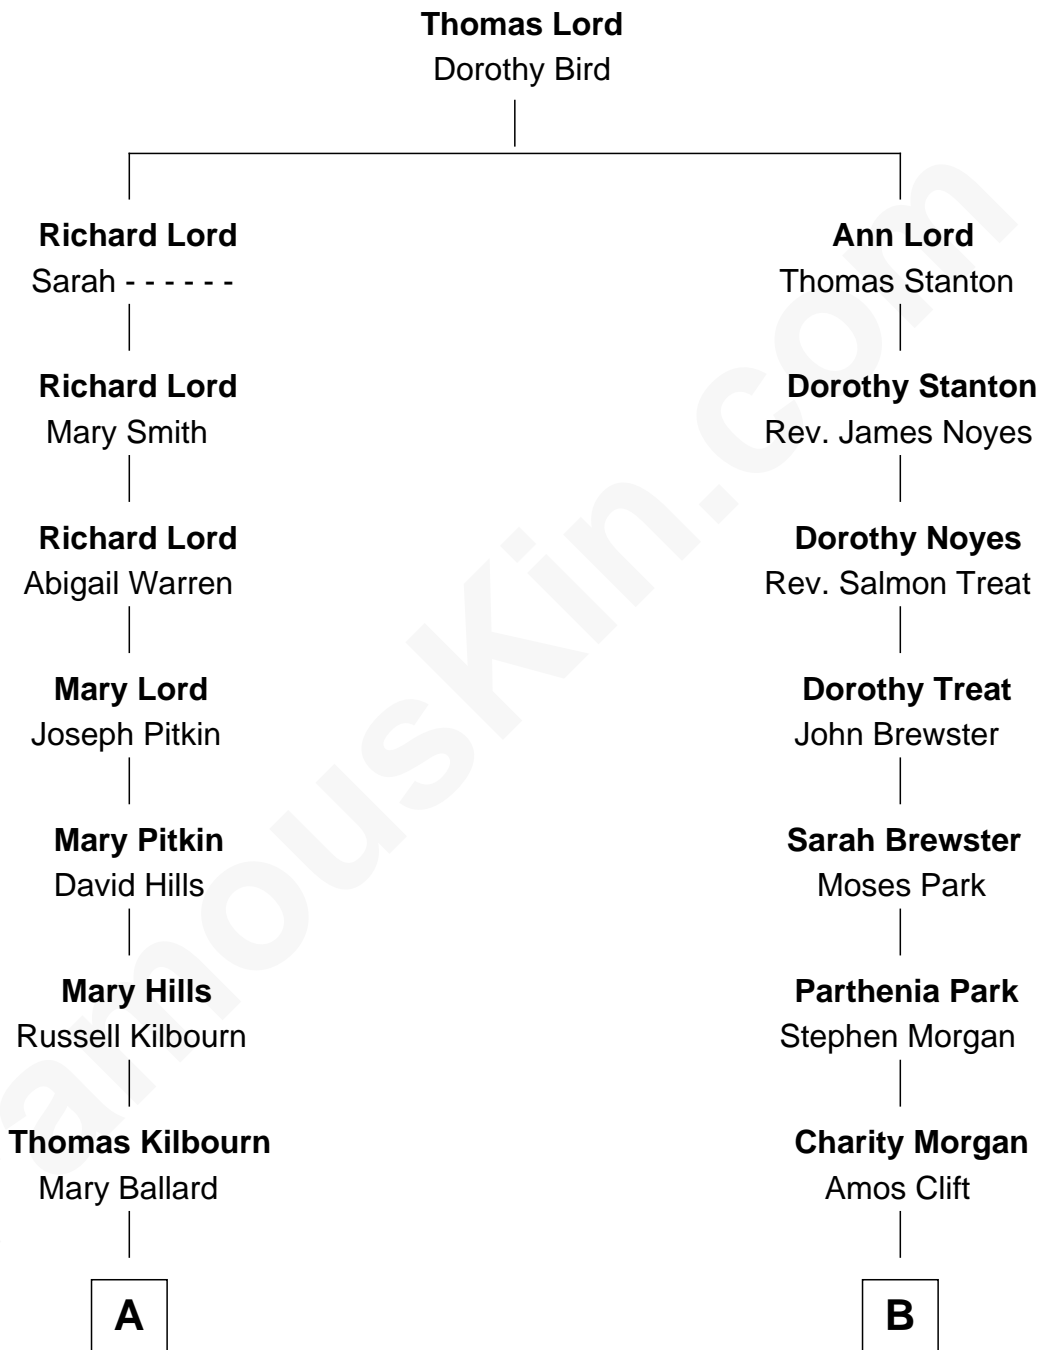 Thomas Lord
Dorothy Bird
Richard Lord
Sarah - - - - - -
Ann Lord
Thomas Stanton
Richard Lord
Mary Smith
Dorothy Stanton
Rev. James Noyes
Richard Lord
Abigail Warren
Dorothy Noyes
Rev. Salmon Treat
Mary Lord
Joseph Pitkin
Dorothy Treat
John Brewster
Mary Pitkin
David Hills
Sarah Brewster
Moses Park
Mary Hills
Russell Kilbourn
Parthenia Park
Stephen Morgan
Thomas Kilbourn
Mary Ballard
Charity Morgan
Amos Clift
A
B
amouskin.com